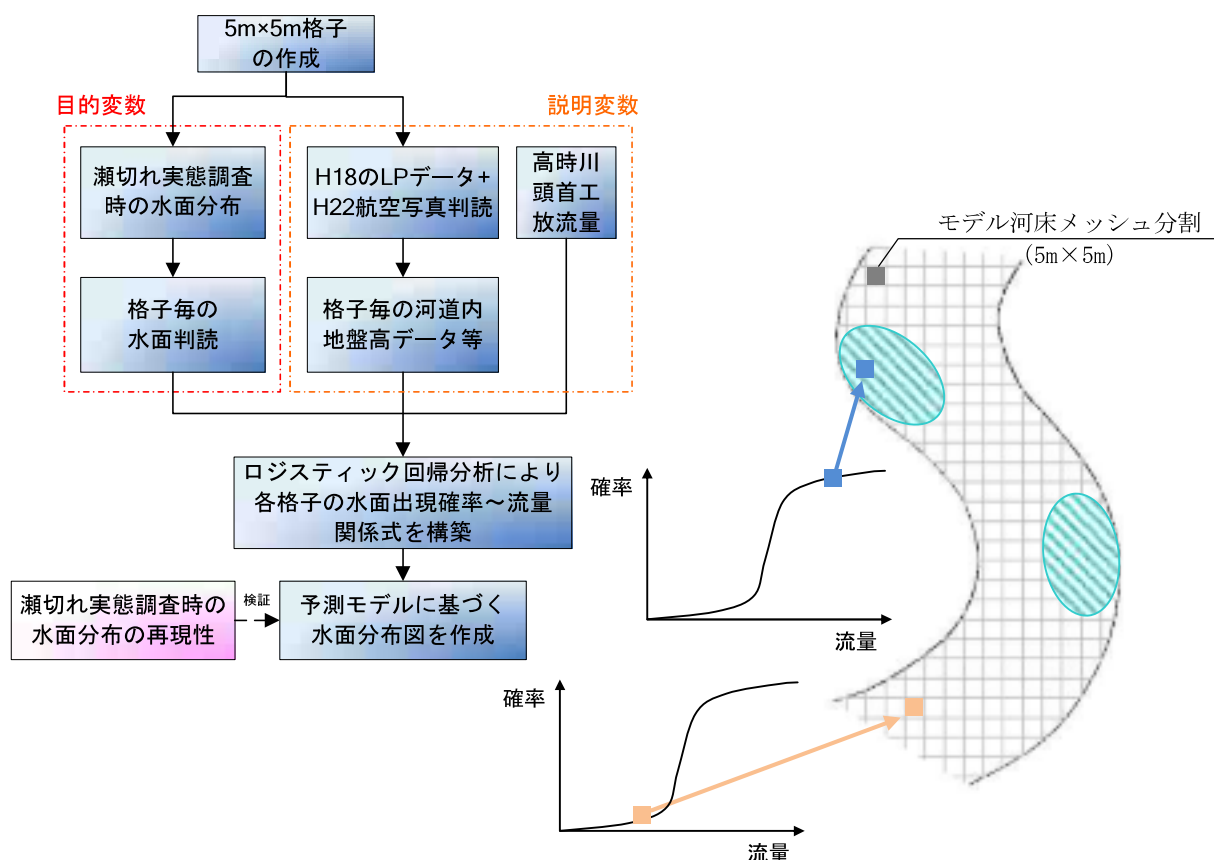 5m×5m格子
の作成
目的変数
説明変数
瀬切れ実態調査
時の水面分布
H18のLPデータ+
H22航空写真判読
高時川
頭首工
放流量
格子毎の
水面判読
格子毎の河道内
地盤高データ等
ロジスティック回帰分析により
各格子の水面出現確率～流量
関係式を構築
瀬切れ実態調査時の
水面分布の再現性
検証
予測モデルに基づく
水面分布図を作成
モデル河床メッシュ分割
(5m×5m)
確率
流量
確率
流量